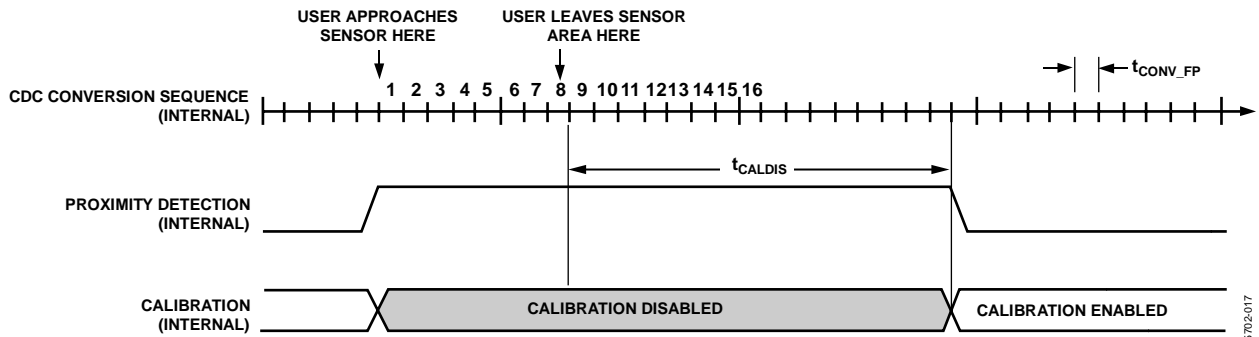 USER APPROACHES
SENSOR HERE
USER LEAVES SENSOR
AREA HERE
tCONV_FP
CDC CONVERSION SEQUENCE
(INTERNAL)
1 2 3 4 5 6 7 8 9 10 11 12 13 14 15 16
tCALDIS
PROXIMITY DETECTION
(INTERNAL)
CALIBRATION
(INTERNAL)
CALIBRATION DISABLED
CALIBRATION ENABLED
5702-017